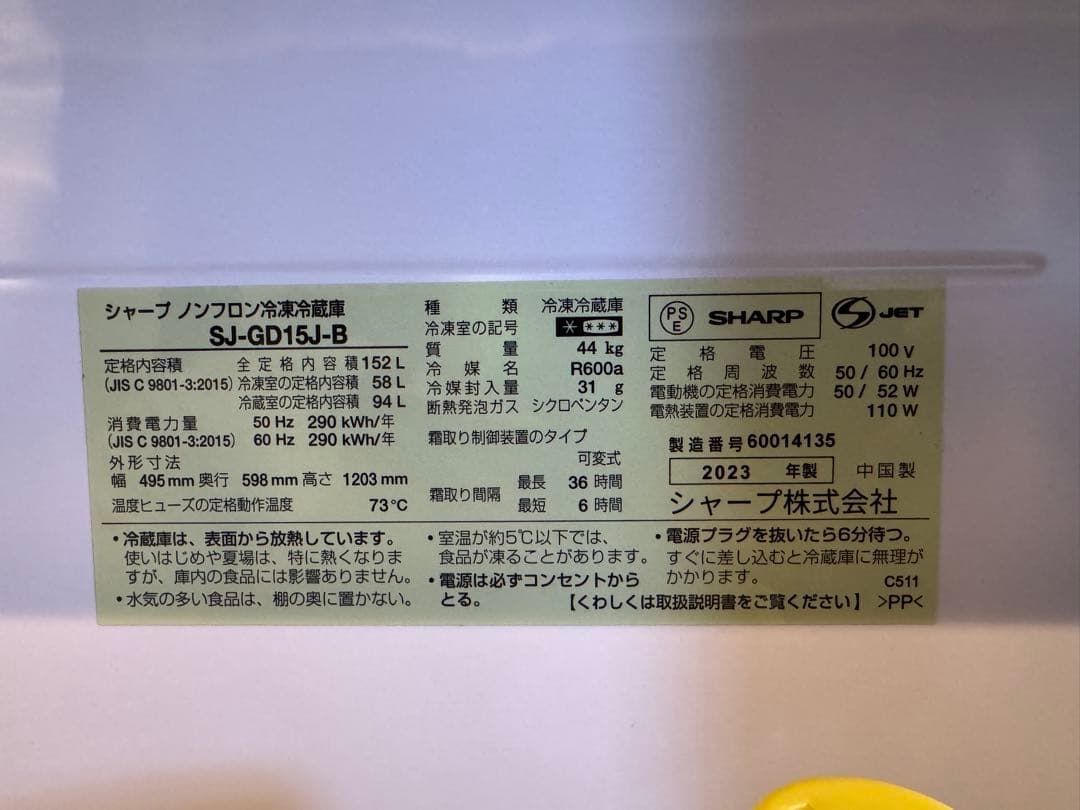 シャープ ノンフロン冷凍冷蔵庫
SJ-GD15J-B
定格内容積 全定格内容積 152 L
(JIS C 9801-3:2015) 冷凍室の定格内容積 58 L
冷蔵室の定格内容積 94 L
消費電力量 50 Hz 290 kWh/年
(JIS C 9801-3:2015) 60 Hz 290 kWh/年
外形寸法
幅 495 mm 奥行 598 mm 高さ 1203 mm
温度ヒューズの定格動作温度 73℃
種類 冷凍冷蔵庫
冷凍室の記号 * ***
質量 44 kg
冷媒名 R600a
冷媒封入量 31 g
断熱発泡ガス シクロペンタン
霜取り制御装置のタイプ
可変式
霜取り間隔 最長 36 時間
最短 6 時間
PSE SHARP S JET
定格電圧 100 V
定格周波数 50 / 60 Hz
電動機の定格消費電力 50 / 52 W
電熱装置の定格消費電力 110 W
製造番号 60014135
2023 年製 中国製
シャープ株式会社
・冷蔵庫は、表面から放熱しています。
使いはじめや夏場は、特に熱くなりま
すが、庫内の食品には影響ありません。
・水気の多い食品は、棚の奥に置かない。
・室温が約5℃以下では、
食品が凍ることがあります。
・電源は必ずコンセントから
とる。
・電源プラグを抜いたら6分待つ。
すぐに差し込むと冷蔵庫に無理が
かかります。 C511
【くわしくは取扱説明書をご覧ください】 >PP<